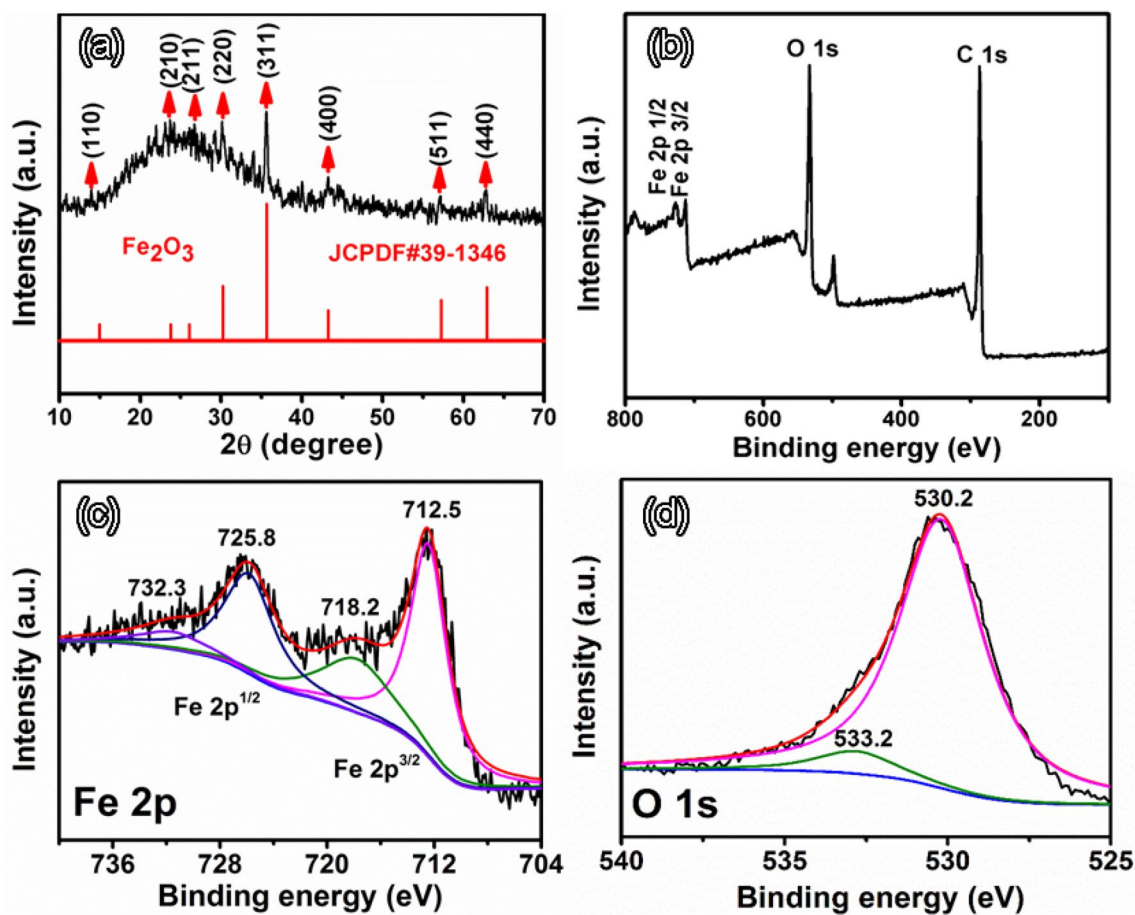 (a)
(110)
(210)
(211)
(220)
(311)
(400)
(511)
(440)
Fe₂O₃
JCPDF#39-1346
Intensity (a.u.)
10 20 30 40 50 60 70
2θ (degree)
(b)
Fe 2p 1/2
Fe 2p 3/2
O 1s
C 1s
Intensity (a.u.)
800 600 400 200
Binding energy (eV)
(c)
732.3
725.8
718.2
712.5
Fe 2p¹/²
Fe 2p³/²
Fe 2p
Intensity (a.u.)
736 728 720 712 704
Binding energy (eV)
(d)
530.2
533.2
O 1s
Intensity (a.u.)
540 535 530 525
Binding energy (eV)